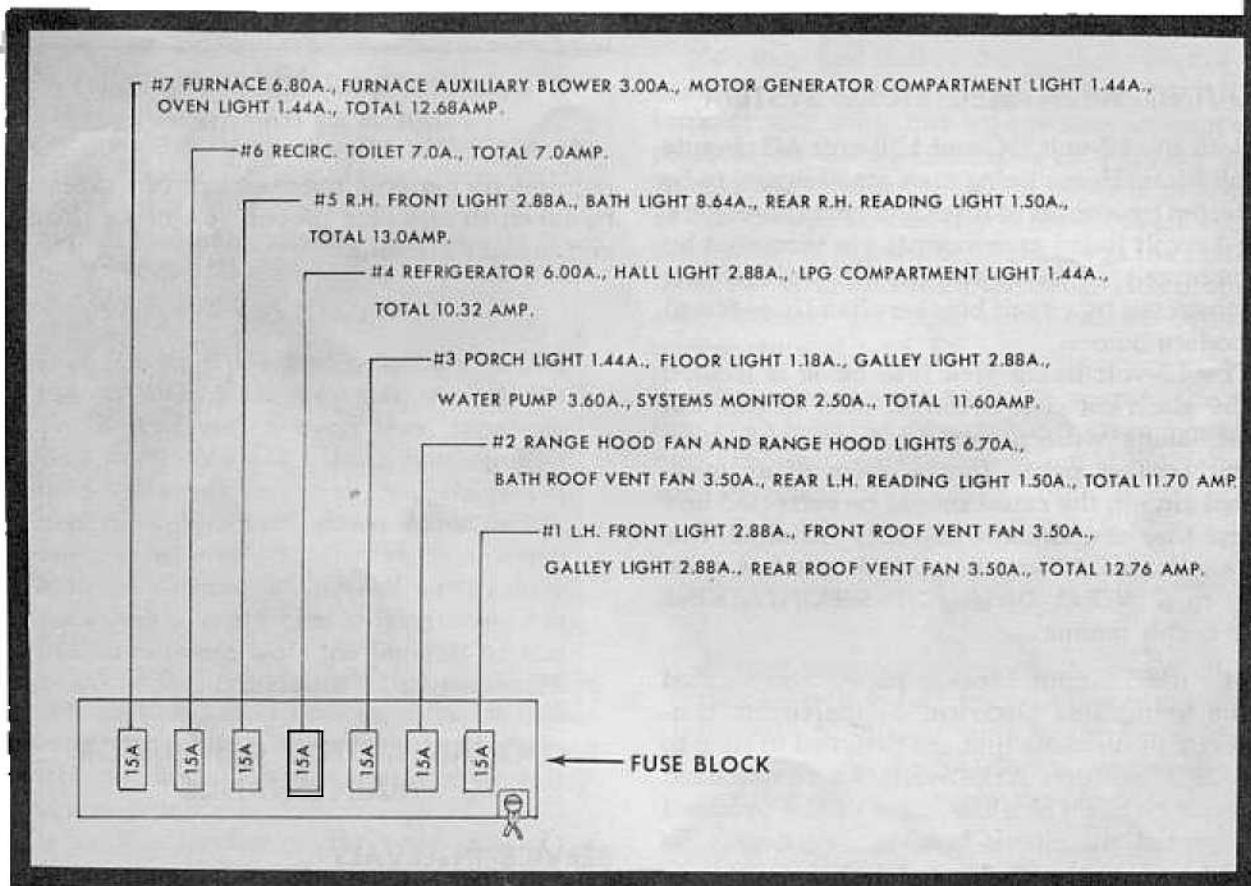 #7 FURNACE 6.80A., FURNACE AUXILIARY BLOWER 3.00A., MOTOR GENERATOR COMPARTMENT LIGHT 1.44A.,
OVEN LIGHT 1.44A., TOTAL 12.68AMP.
#6 RECIRC. TOILET 7.0A., TOTAL 7.0AMP.
#5 R.H. FRONT LIGHT 2.88A., BATH LIGHT 8.64A., REAR R.H. READING LIGHT 1.50A.,
TOTAL 13.0AMP.
#4 REFRIGERATOR 6.00A., HALL LIGHT 2.88A., LPG COMPARTMENT LIGHT 1.44A.,
TOTAL 10.32 AMP.
#3 PORCH LIGHT 1.44A., FLOOR LIGHT 1.18A., GALLEY LIGHT 2.88A.,
WATER PUMP 3.60A., SYSTEMS MONITOR 2.50A., TOTAL 11.60AMP.
#2 RANGE HOOD FAN AND RANGE HOOD LIGHTS 6.70A.,
BATH ROOF VENT FAN 3.50A., REAR L.H. READING LIGHT 1.50A., TOTAL 11.70 AMP.
#1 L.H. FRONT LIGHT 2.88A., FRONT ROOF VENT FAN 3.50A.,
GALLEY LIGHT 2.88A., REAR ROOF VENT FAN 3.50A., TOTAL 12.76 AMP.
15A 15A 15A 15A 15A 15A 15A
FUSE BLOCK